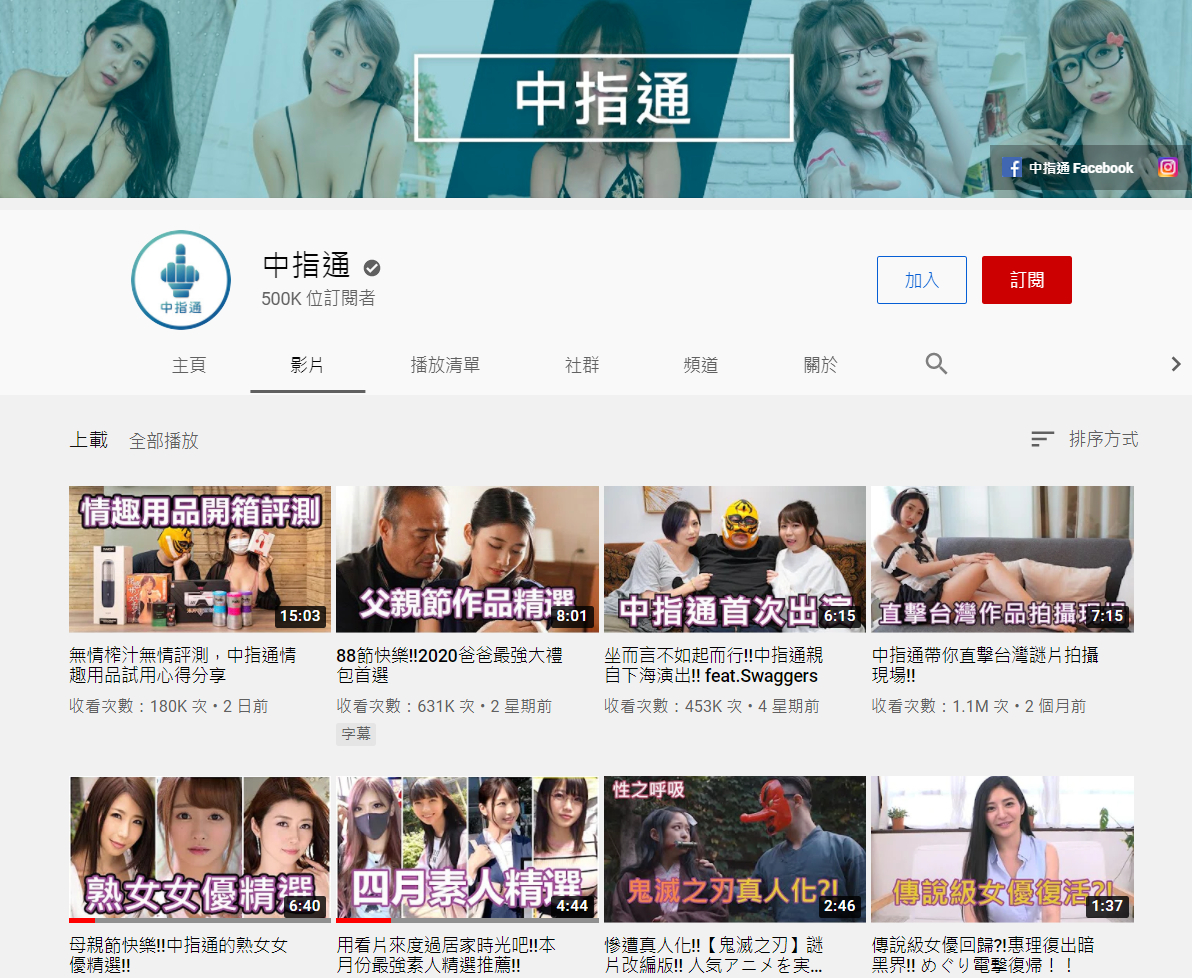 中指通
中指通 Facebook
中指通
中指通
500K 位訂閱者
加入
訂閱
主頁
影片
播放清單
社群
頻道
關於
上載
全部播放
排序方式
情趣用品開箱評測
15:03
無情榨汁無情評測，中指通情
趣用品試用心得分享
收看次數：180K 次・2 日前
父親節作品精選
8:01
88節快樂!!2020爸爸最強大禮
包首選
收看次數：631K 次・2 星期前
字幕
中指通首次出演
6:15
坐而言不如起而行!!中指通親
自下海演出!! feat.Swaggers
收看次數：453K 次・4 星期前
直擊台灣作品拍攝現
7:15
中指通帶你直擊台灣謎片拍攝
現場!!
收看次數：1.1M 次・2 個月前
熟女女優精選
6:40
母親節快樂!!中指通的熟女女
優精選!!
四月素人精選
4:44
用看片來度過居家時光吧!!本
月份最強素人精選推薦!!
性之呼吸
鬼滅之刃真人化?!
2:46
慘遭真人化!!【鬼滅之刃】謎
片改編版!! 人気アニメを実...
傳說級女優復活?!
1:37
傳說級女優回歸?!惠理復出暗
黑界!! めぐり電撃復帰！！